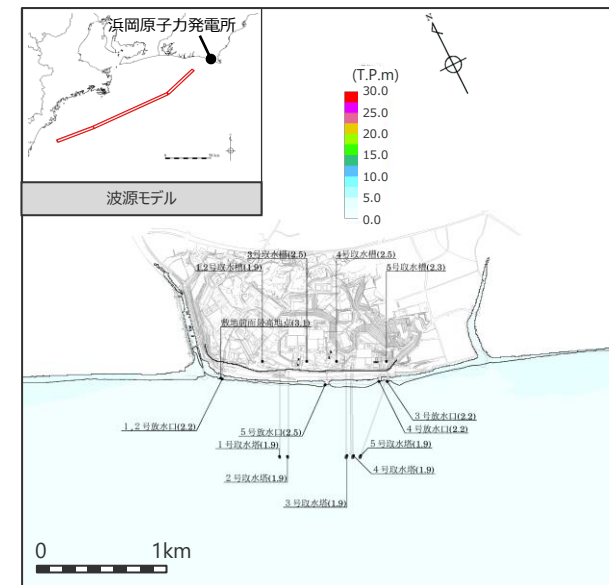 浜岡原子力発電所
波源モデル
(T.P.m)
30.0
25.0
20.0
15.0
10.0
5.0
0.0
3号取水槽(2.5)
4号取水槽(2.5)
1,2号取水槽(1.9)
5号取水槽(2.3)
敷地前面最高地点(3.1)
1,2号放水口(2.2)
5号放水口(2.5)
3号放水口(2.2)
4号放水口(2.2)
1号取水塔(1.9)
5号取水塔(1.9)
2号取水塔(1.9)
4号取水塔(1.9)
3号取水塔(1.9)
0 1km